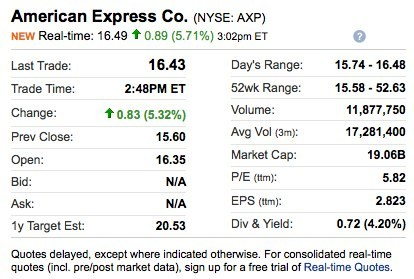 American Express Co. (NYSE: AXP)
NEW Real-time: 16.49 0.89 (5.71%) 3:02pm ET ?
Last Trade: 16.43 Day's Range: 15.74 - 16.48
Trade Time: 2:48PM ET 52wk Range: 15.58 - 52.63
Change: 0.83 (5.32%) Volume: 11,877,750
Prev Close: 15.60 Avg Vol (3m): 17,281,400
Open: 16.35 Market Cap: 19.06B
Bid: N/A P/E (ttm): 5.82
Ask: N/A EPS (ttm): 2.823
1y Target Est: 20.53 Div & Yield: 0.72 (4.20%)
Quotes delayed, except where indicated otherwise. For consolidated real-time
quotes (incl. pre/post market data), sign up for a free trial of Real-time Quotes.